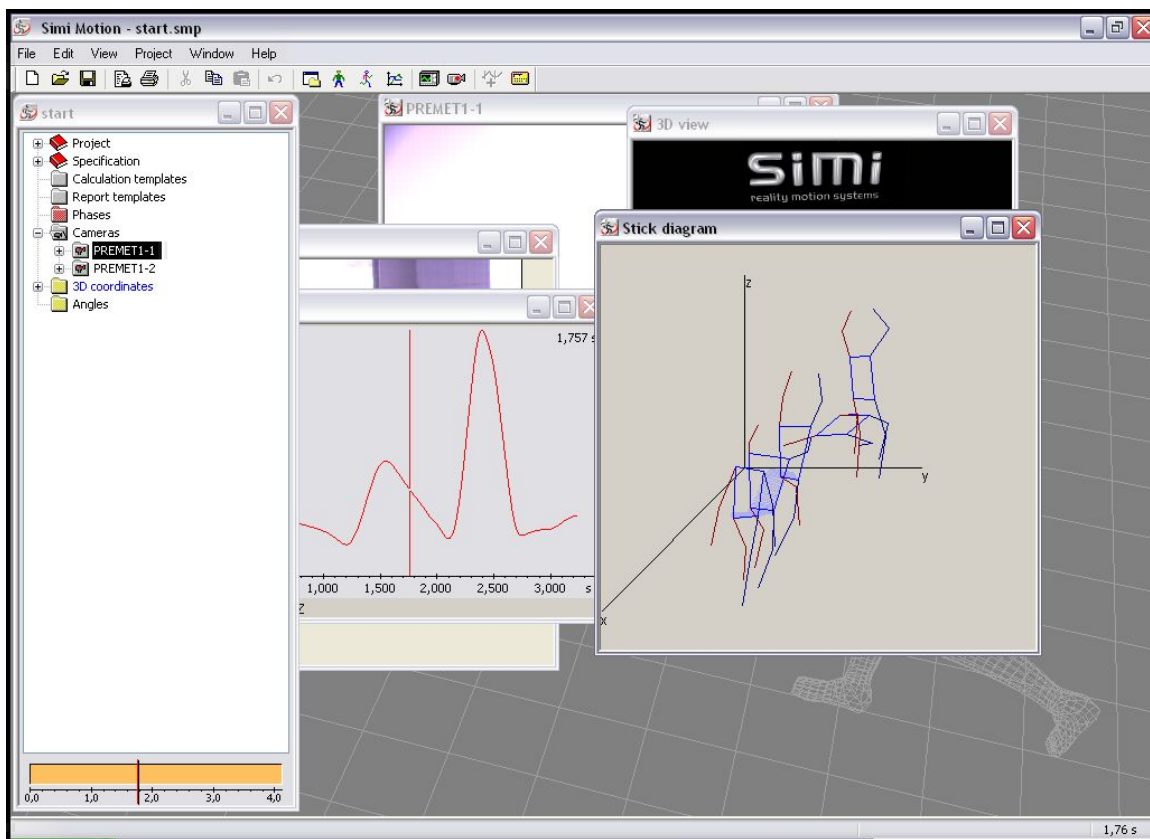 Simi Motion - start.smp
File Edit View Project Window Help
start
Project
Specification
Calculation templates
Report templates
Phases
Cameras
PREMET1-1
PREMET1-2
3D coordinates
Angles
0,0 1,0 2,0 3,0 4,0
PREMET1-1
3D view
SiMi
reality motion systems
1,757 s
1,000 1,500 2,000 2,500 3,000 s
Z
Stick diagram
z
y
x
1,76 s